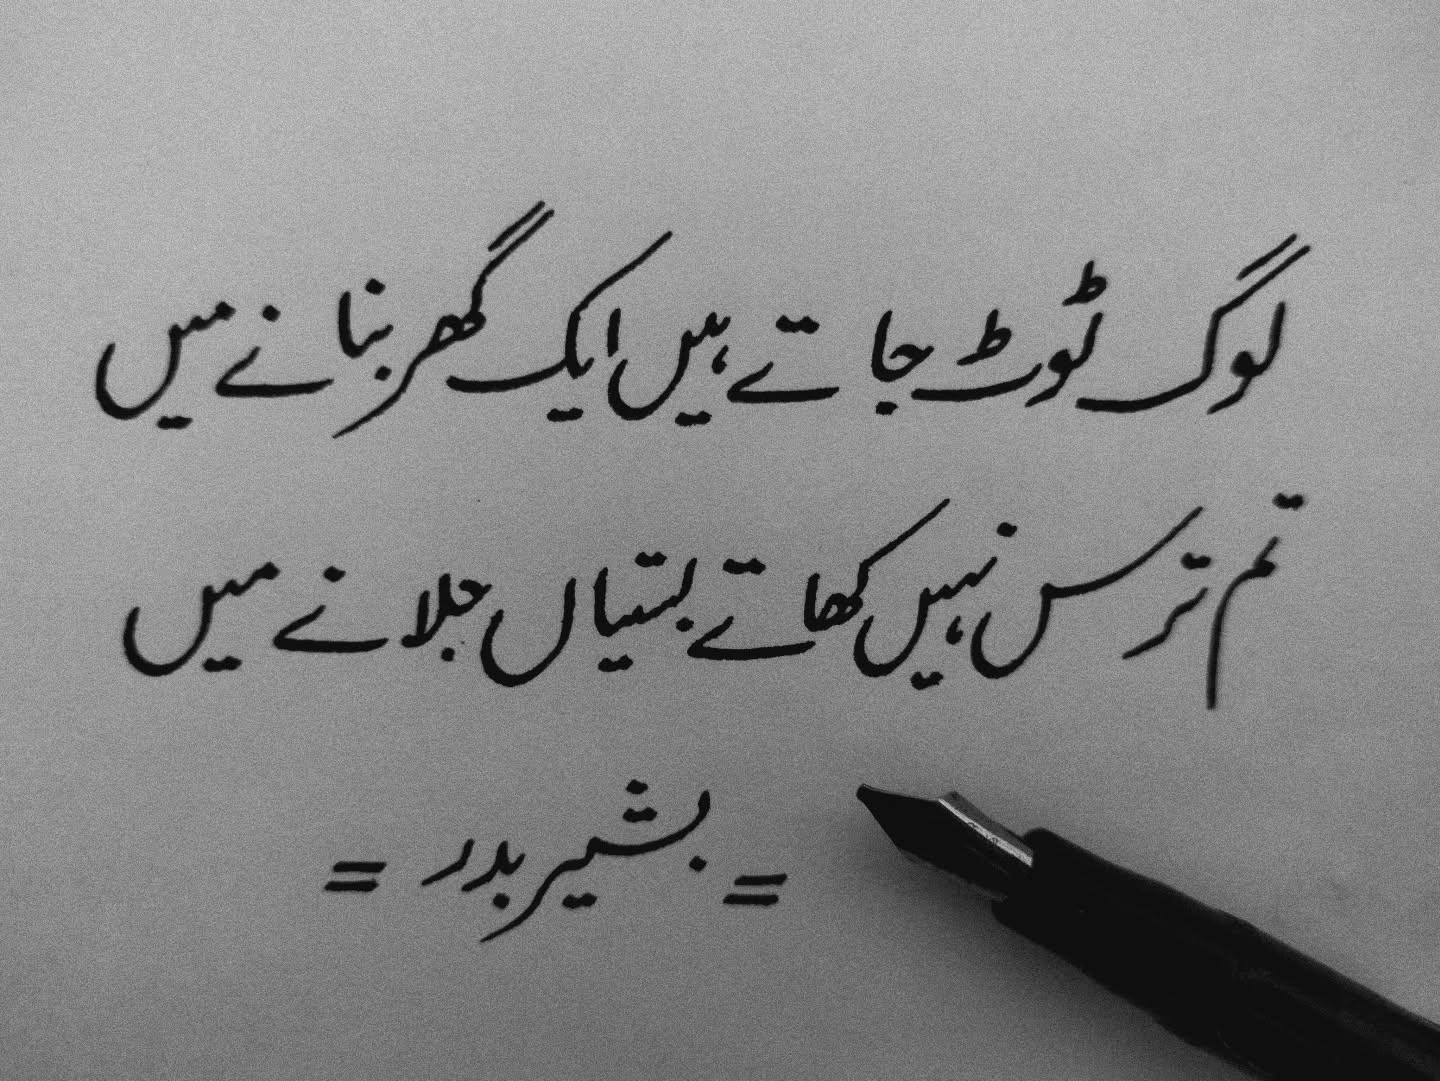 لوگ ٹوٹ جاتے ہیں ایک گھر بنانے میں
تم ترس نہیں کھاتے بستیاں جلانے میں
= بشیر بدر =